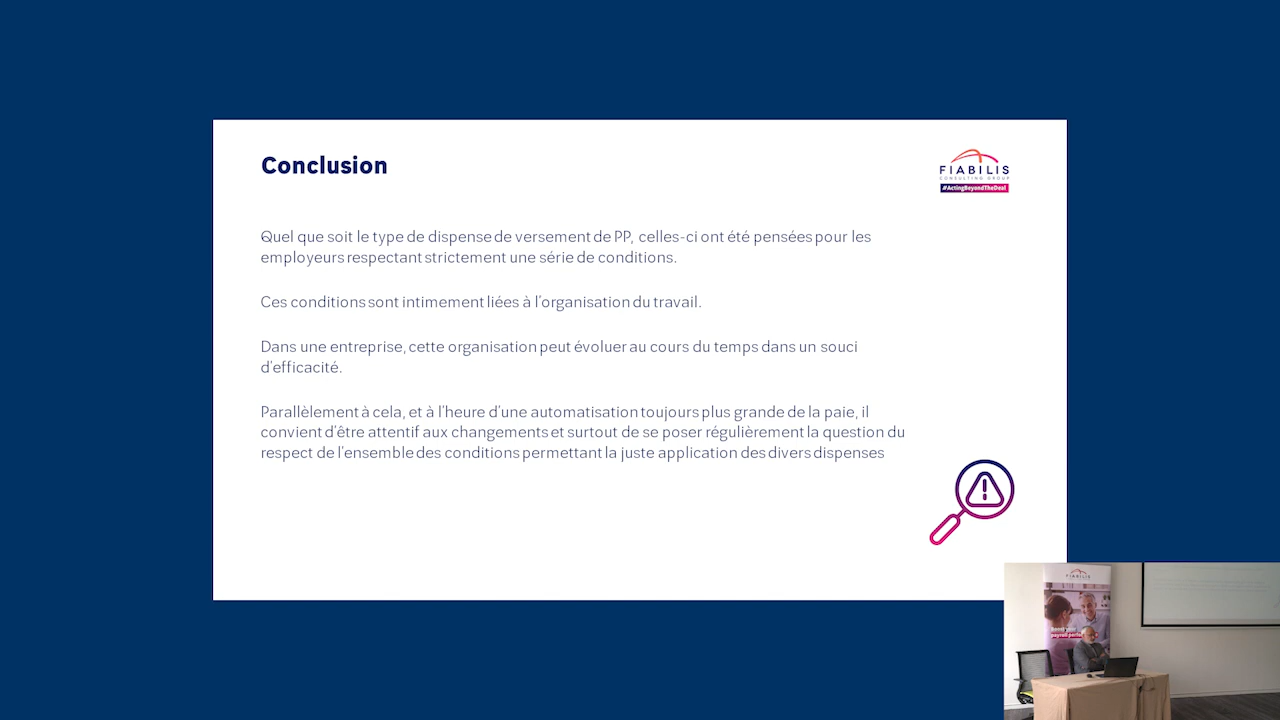 Conclusion
FIABILIS
CONSULTING GROUP
#ActingBeyondTheDeal
Quel que soit le type de dispense de versement de PP, celles-ci ont été pensées pour les
employeurs respectant strictement une série de conditions.
Ces conditions sont intimement liées à l'organisation du travail.
Dans une entreprise, cette organisation peut évoluer au cours du temps dans un souci
d'efficacité.
Parallèlement à cela, et à l'heure d'une automatisation toujours plus grande de la paie, il
convient d'être attentif aux changements et surtout de se poser régulièrement la question du
respect de l'ensemble des conditions permettant la juste application des divers dispenses
FIABILIS